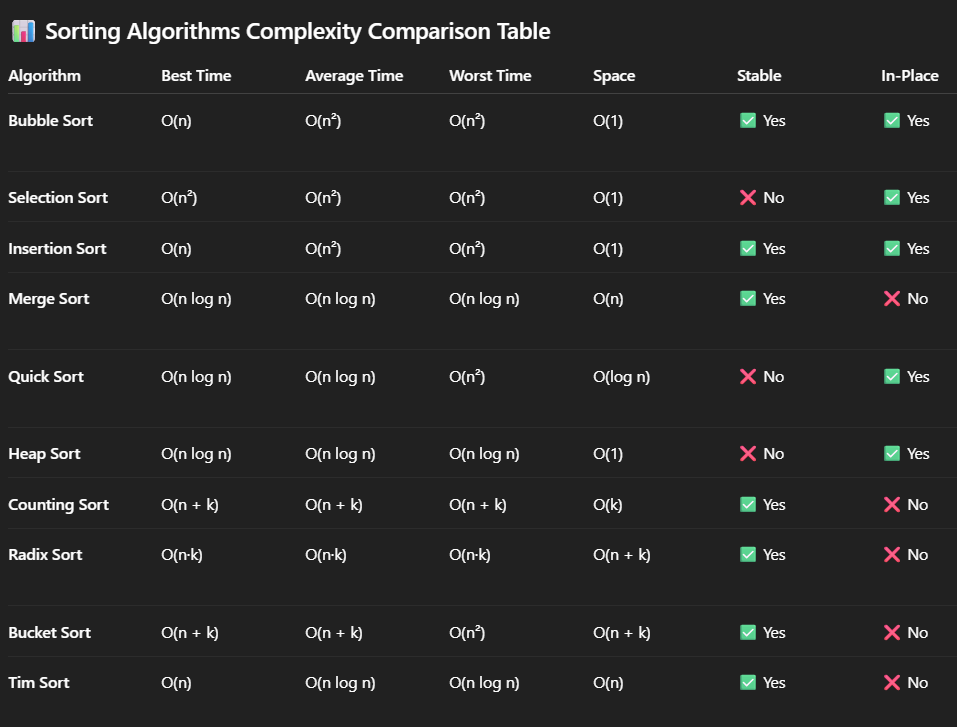 📊 Sorting Algorithms Complexity Comparison Table
Algorithm Best Time Average Time Worst Time Space Stable In-Place
Bubble Sort O(n) O(n²) O(n²) O(1) ✅ Yes ✅ Yes
Selection Sort O(n²) O(n²) O(n²) O(1) ❌ No ✅ Yes
Insertion Sort O(n) O(n²) O(n²) O(1) ✅ Yes ✅ Yes
Merge Sort O(n log n) O(n log n) O(n log n) O(n) ✅ Yes ❌ No
Quick Sort O(n log n) O(n log n) O(n²) O(log n) ❌ No ✅ Yes
Heap Sort O(n log n) O(n log n) O(n log n) O(1) ❌ No ✅ Yes
Counting Sort O(n + k) O(n + k) O(n + k) O(k) ✅ Yes ❌ No
Radix Sort O(n·k) O(n·k) O(n·k) O(n + k) ✅ Yes ❌ No
Bucket Sort O(n + k) O(n + k) O(n²) O(n + k) ✅ Yes ❌ No
Tim Sort O(n) O(n log n) O(n log n) O(n) ✅ Yes ❌ No